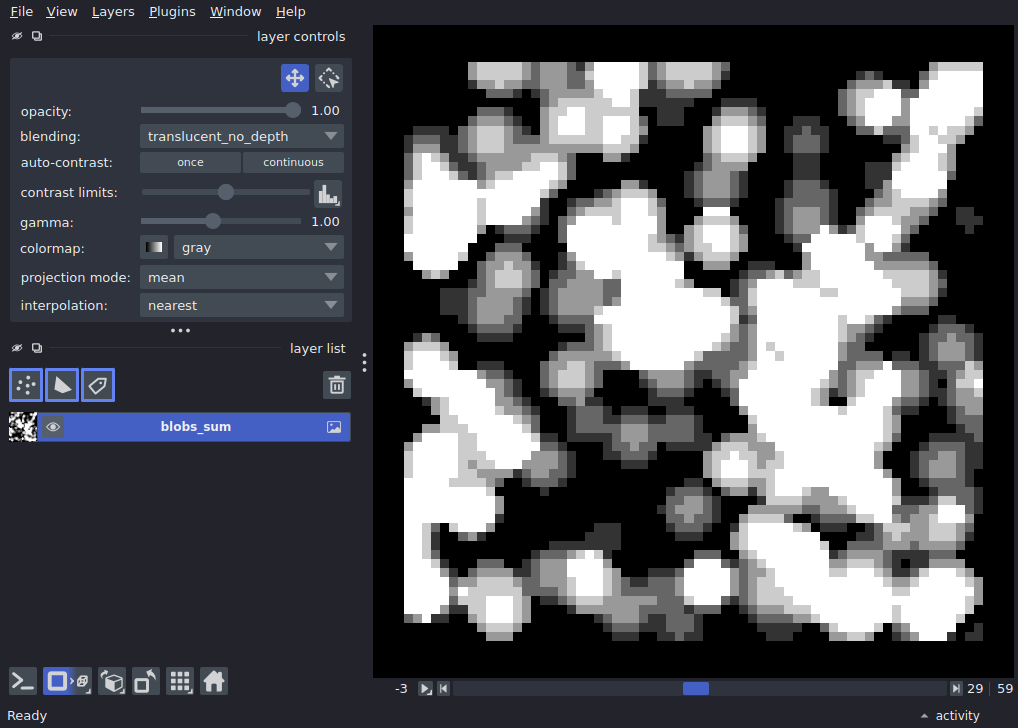 File View Layers Plugins Window Help
layer controls
opacity: 1.00
blending: translucent_no_depth
auto-contrast: once continuous
contrast limits:
gamma: 1.00
colormap: gray
projection mode: mean
interpolation: nearest
layer list
blobs_sum
-3 29 59
Ready activity